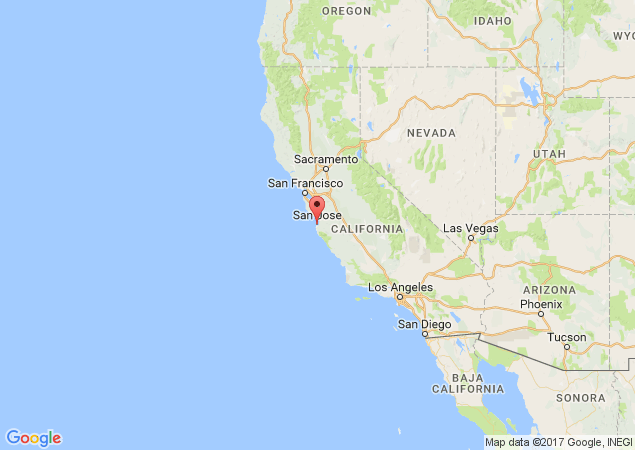 OREGON
IDAHO
WYO
NEVADA
UTAH
Sacramento
San Francisco
San Jose
CALIFORNIA
Las Vegas
Los Angeles
ARIZONA
Phoenix
San Diego
Tucson
BAJA
CALIFORNIA
SONORA
Google
Map data ©2017 Google, INEGI